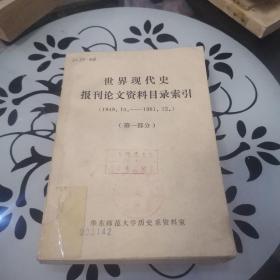 世界现代史
报刊论文资料目录索引
(1949.10.——1981.12.)
(第一部分)
华东师范大学历史系资料室